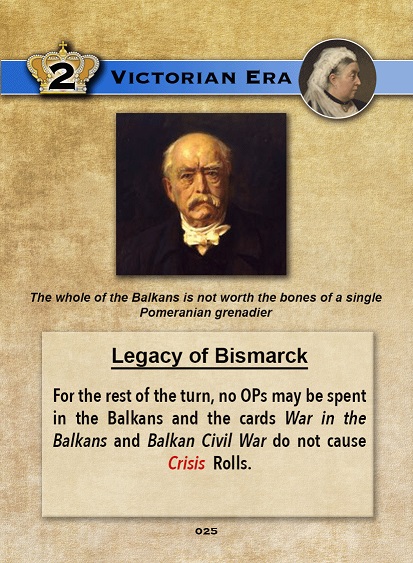 2 VICTORIAN ERA
The whole of the Balkans is not worth the bones of a single
Pomeranian grenadier
Legacy of Bismarck
For the rest of the turn, no OPs may be spent
in the Balkans and the cards War in the
Balkans and Balkan Civil War do not cause
Crisis Rolls.
025